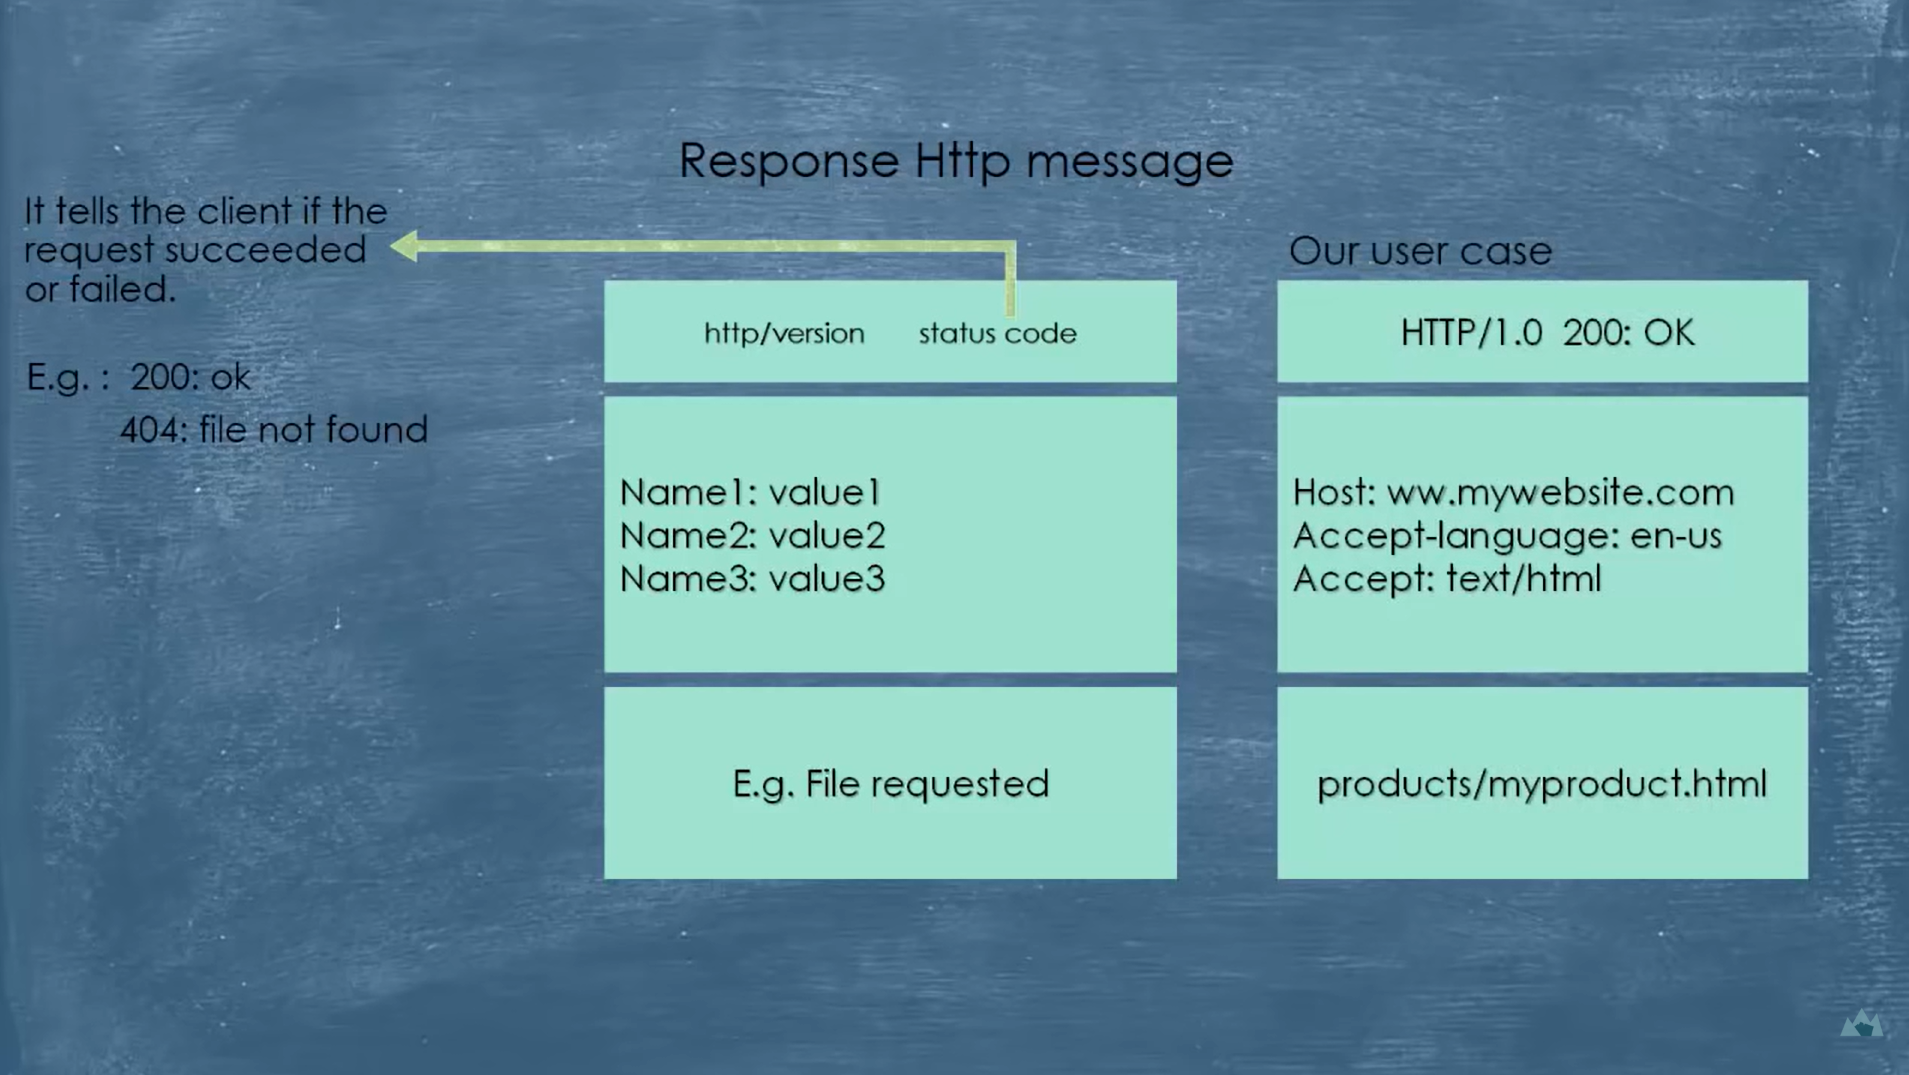 Response Http message
It tells the client if the
request succeeded
or failed.
E.g. :  200: ok
404: file not found
http/version status code
Name1: value1
Name2: value2
Name3: value3
E.g. File requested
Our user case
HTTP/1.0  200: OK
Host: ww.mywebsite.com
Accept-language: en-us
Accept: text/html
products/myproduct.html